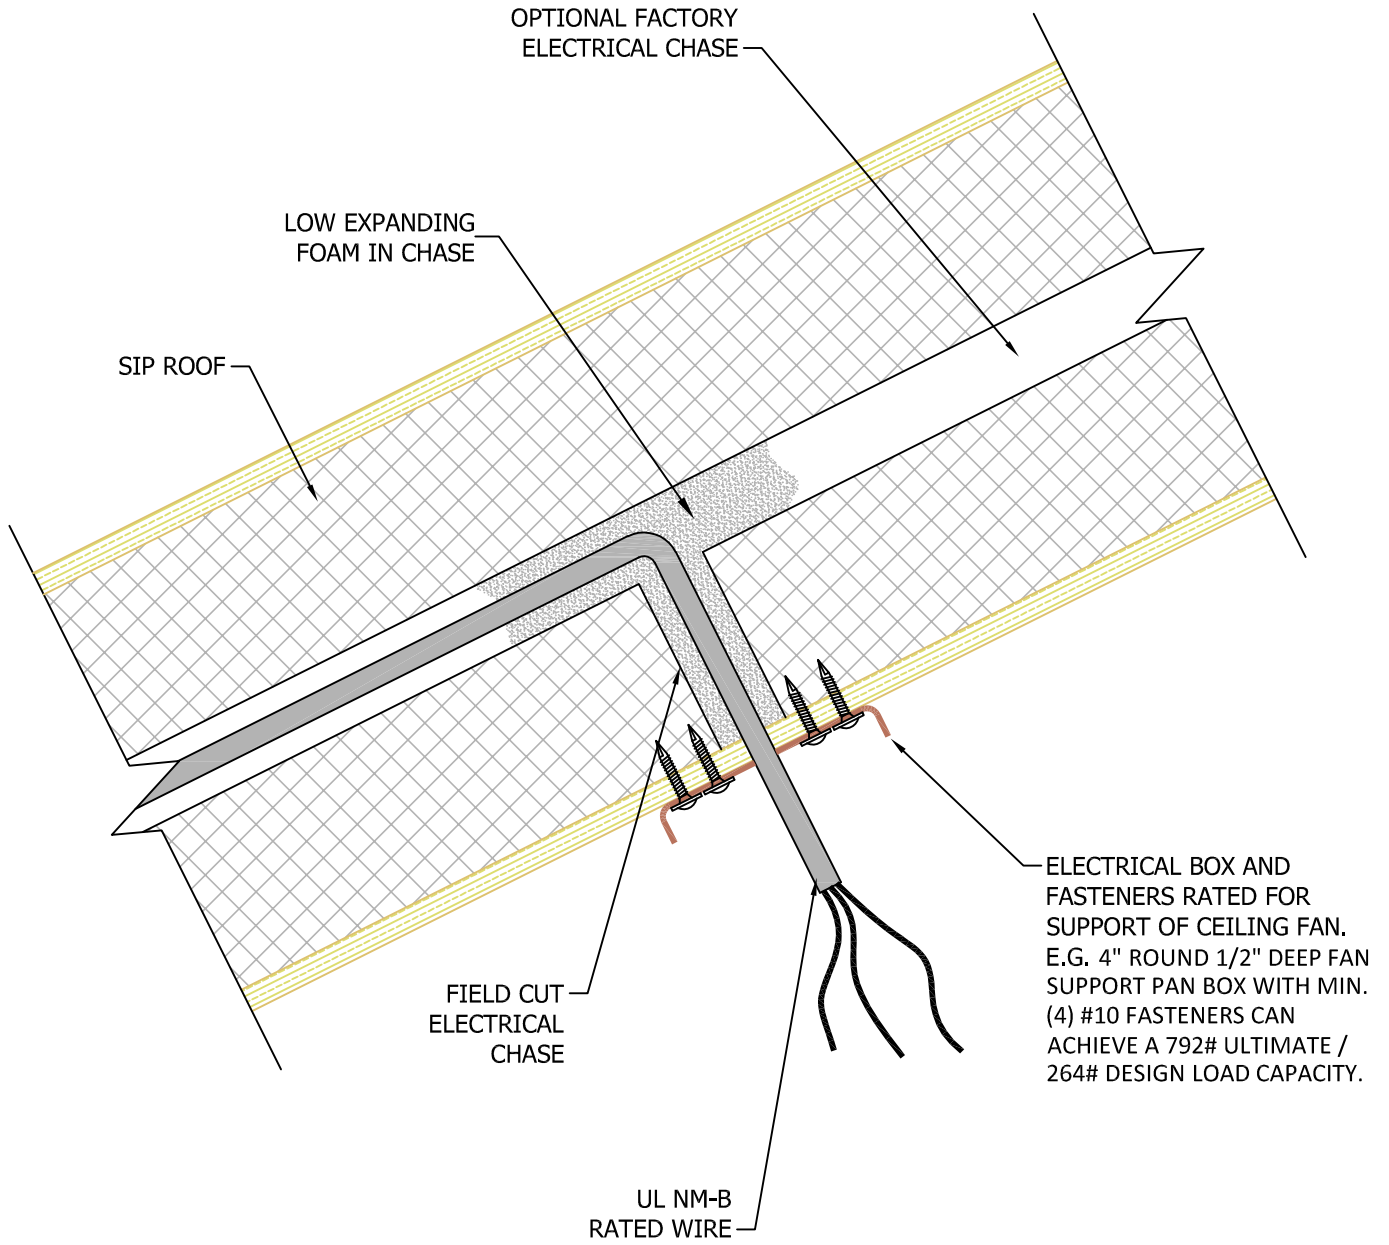 OPTIONAL FACTORY
ELECTRICAL CHASE
LOW EXPANDING
FOAM IN CHASE
SIP ROOF
ELECTRICAL BOX AND
FASTENERS RATED FOR
SUPPORT OF CEILING FAN.
E.G. 4" ROUND 1/2" DEEP FAN
SUPPORT PAN BOX WITH MIN.
(4) #10 FASTENERS CAN
ACHIEVE A 792# ULTIMATE /
264# DESIGN LOAD CAPACITY.
FIELD CUT
ELECTRICAL
CHASE
UL NM-B
RATED WIRE